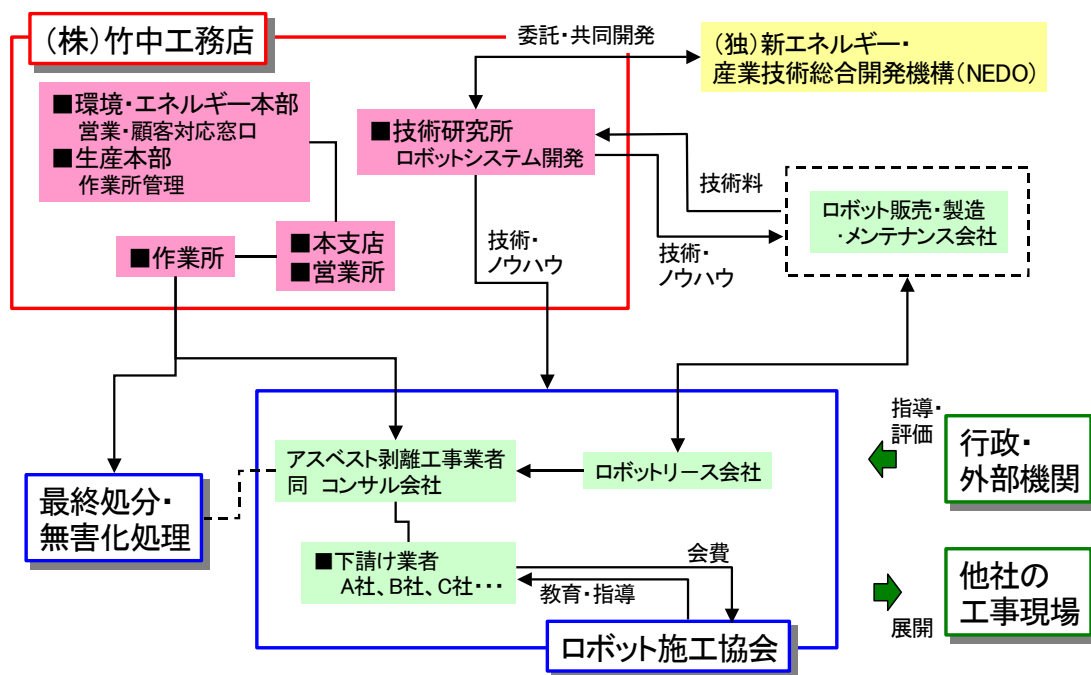 (株)竹中工務店
委託・共同開発
(独)新エネルギー・
産業技術総合開発機構(NEDO)
■環境・エネルギー本部
営業・顧客対応窓口
■生産本部
作業所管理
■技術研究所
ロボットシステム開発
技術料
ロボット販売・製造
・メンテナンス会社
■作業所
■本支店
■営業所
技術・
ノウハウ
技術・
ノウハウ
指導・
評価
行政・
外部機関
アスベスト剥離工事業者
同 コンサル会社
ロボットリース会社
最終処分・
無害化処理
■下請け業者
A社、B社、C社・・・
会費
教育・指導
他社の
工事現場
展開
ロボット施工協会